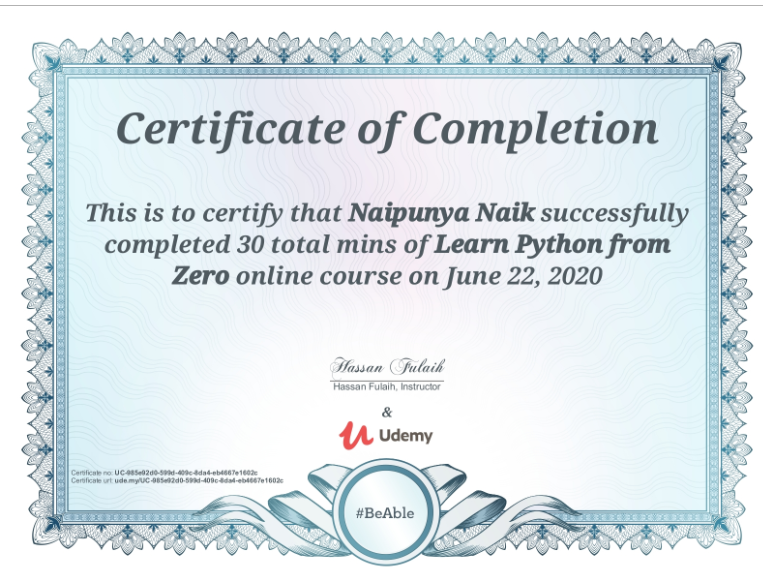 Certificate of Completion
This is to certify that Naipunya Naik successfully
completed 30 total mins of Learn Python from
Zero online course on June 22, 2020
Hassan Fulaih
Hassan Fulaih, Instructor
&
Udemy
Certificate no: UC-985e92d0-599d-409c-8da4-eb4667e1602c
Certificate url: ude.my/UC-985e92d0-599d-409c-8da4-eb4667e1602c
#BeAble